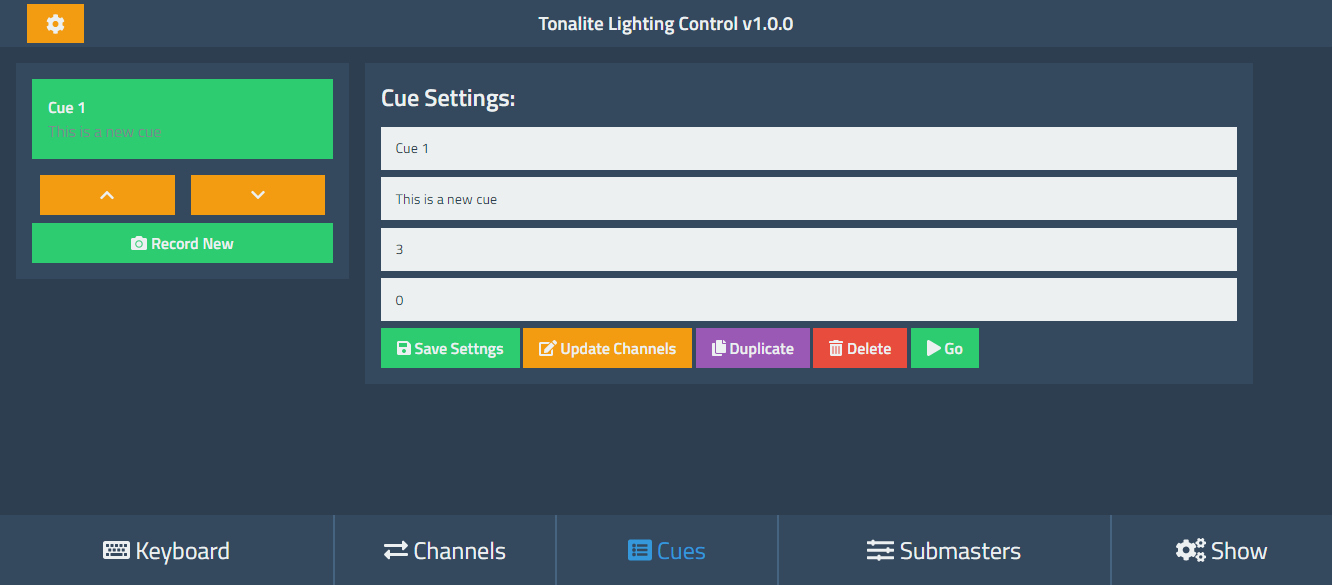 Tonalite Lighting Control v1.0.0
Cue 1
This is a new cue
Record New
Cue Settings:
Cue 1
This is a new cue
3
0
Save Settngs Update Channels Duplicate Delete Go
Keyboard Channels Cues Submasters Show